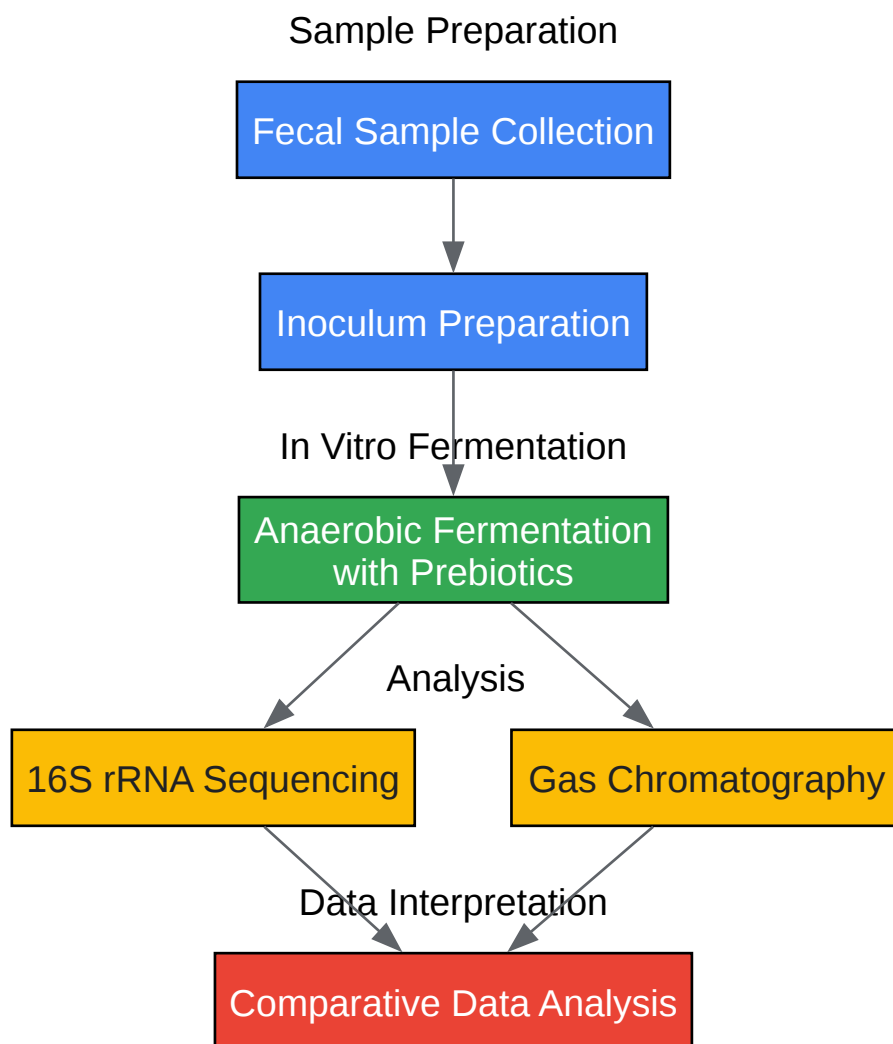 Sample Preparation
Fecal Sample Collection
Inoculum Preparation
In Vitro Fermentation
Anaerobic Fermentation
with Prebiotics
Analysis
16S rRNA Sequencing
Gas Chromatography
Data Interpretation
Comparative Data Analysis